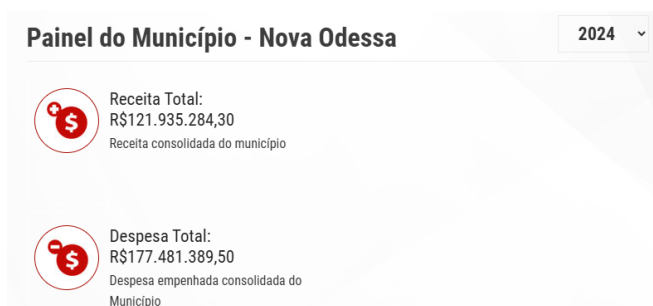 Painel do Município - Nova Odessa
2024
Receita Total:
R$121.935.284,30
Receita consolidada do município
Despesa Total:
R$177.481.389,50
Despesa empenhada consolidada do
Município